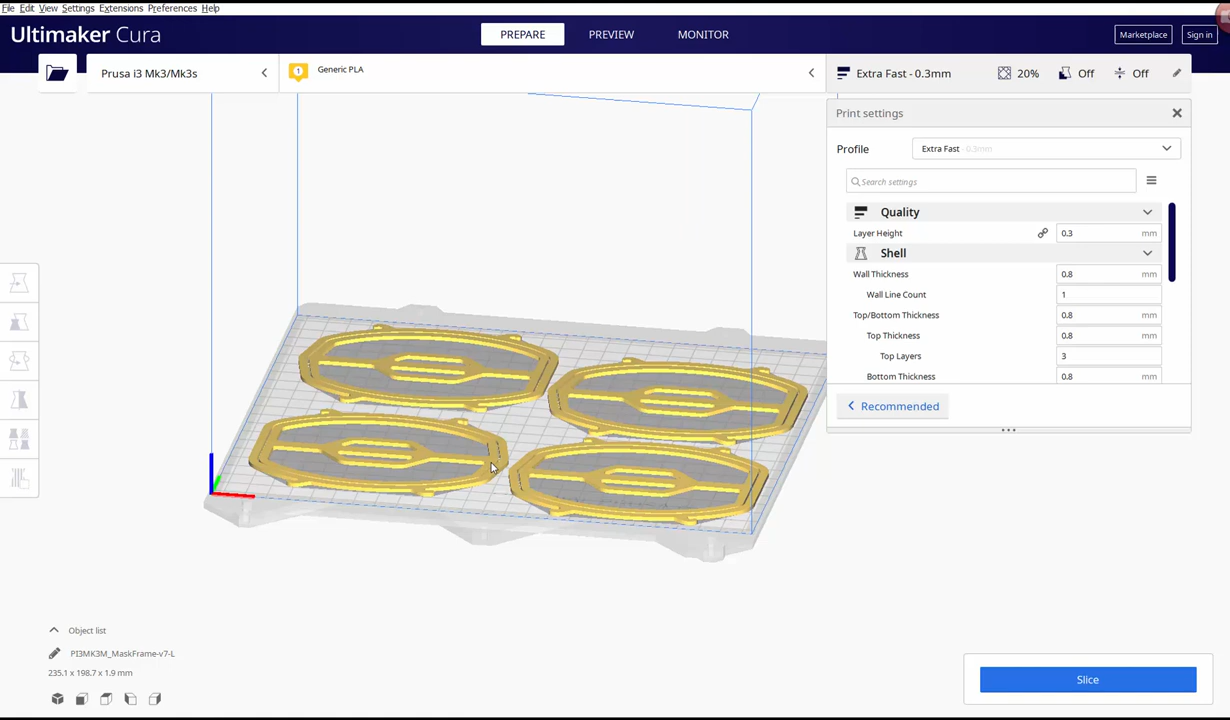 File Edit View Settings Extensions Preferences Help
Ultimaker Cura
PREPARE
PREVIEW
MONITOR
Marketplace
Sign in
Prusa i3 Mk3/Mk3s
1
Generic PLA
Extra Fast - 0.3mm
20%
Off
Off
Print settings
Profile
Extra Fast - 0.3mm
Search settings
Quality
Layer Height
0.3 mm
Shell
Wall Thickness
0.8 mm
Wall Line Count
1
Top/Bottom Thickness
0.8 mm
Top Thickness
0.8 mm
Top Layers
3
Bottom Thickness
0.8 mm
Recommended
Object list
PI3MK3M_MaskFrame-v7-L
235.1 x 198.7 x 1.9 mm
Slice